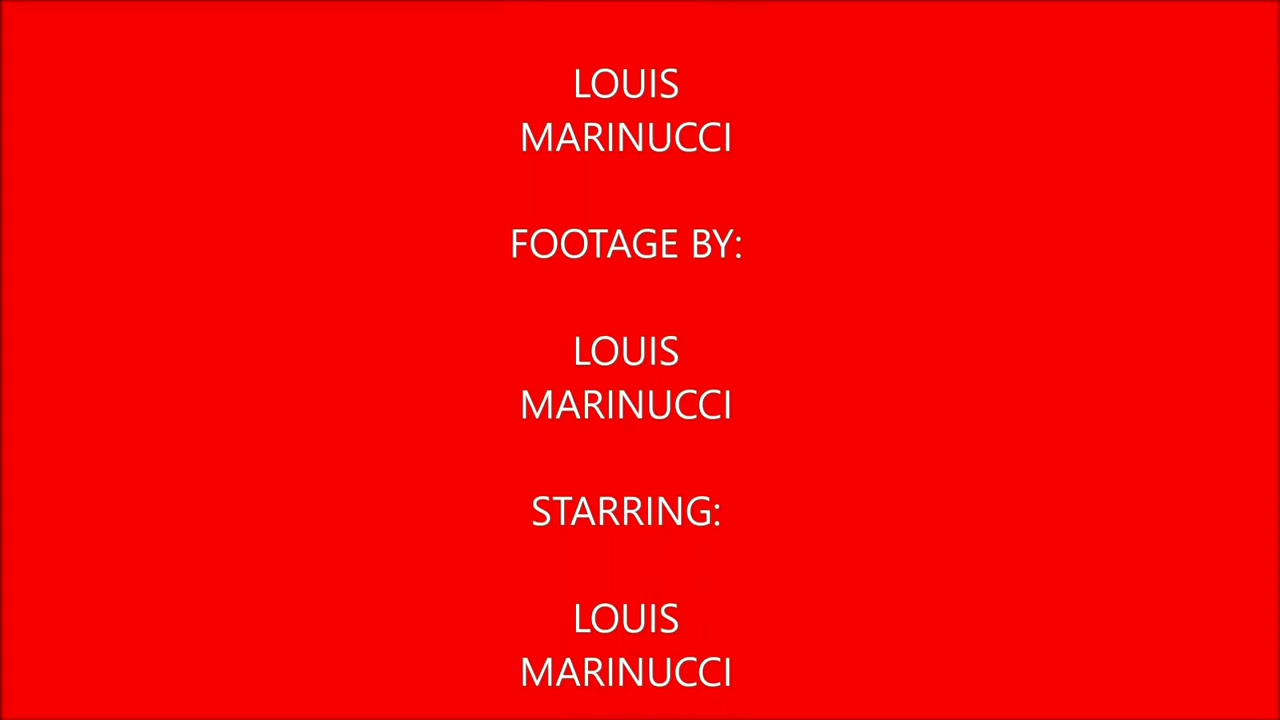 LOUIS
MARINUCCI
FOOTAGE BY:
LOUIS
MARINUCCI
STARRING:
LOUIS
MARINUCCI